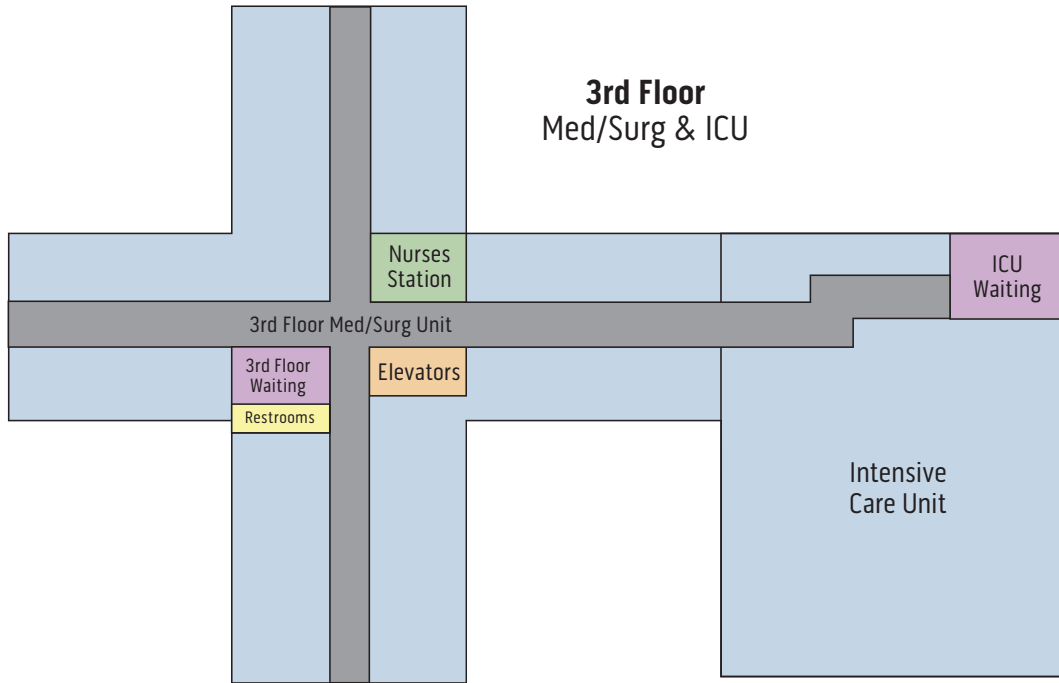 3rd Floor
Med/Surg & ICU
Nurses
Station
ICU
Waiting
3rd Floor Med/Surg Unit
3rd Floor
Waiting
Elevators
Restrooms
Intensive
Care Unit